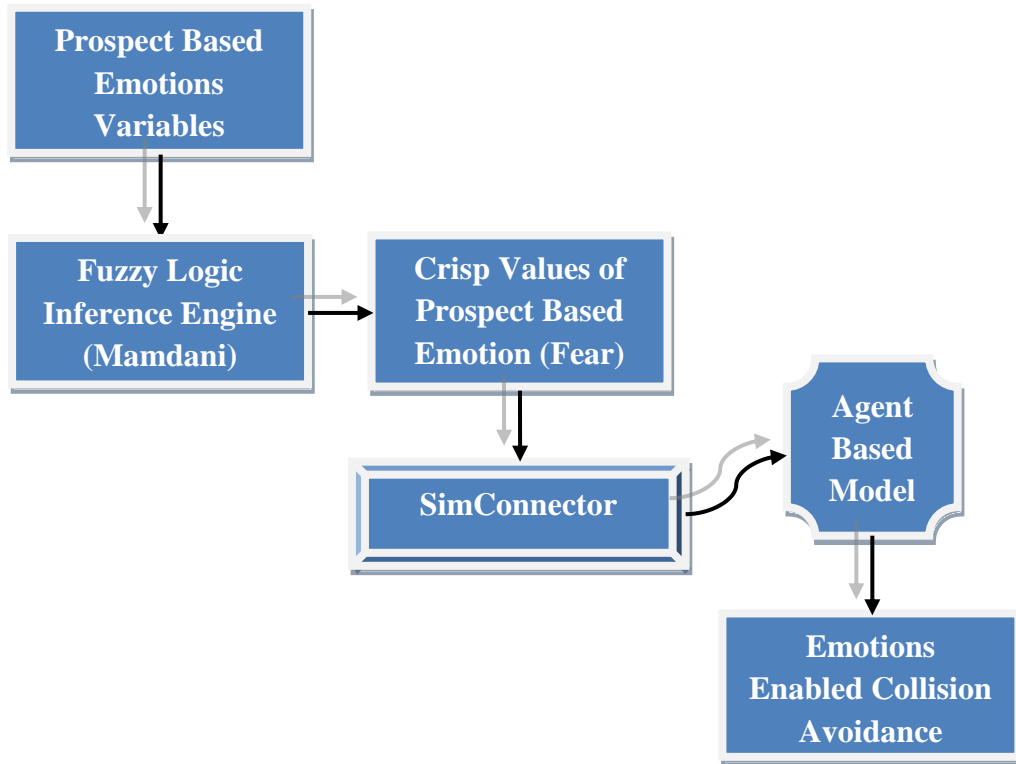 Prospect Based
Emotions
Variables
Fuzzy Logic
Inference Engine
(Mamdani)
Crisp Values of
Prospect Based
Emotion (Fear)
SimConnector
Agent
Based
Model
Emotions
Enabled Collision
Avoidance